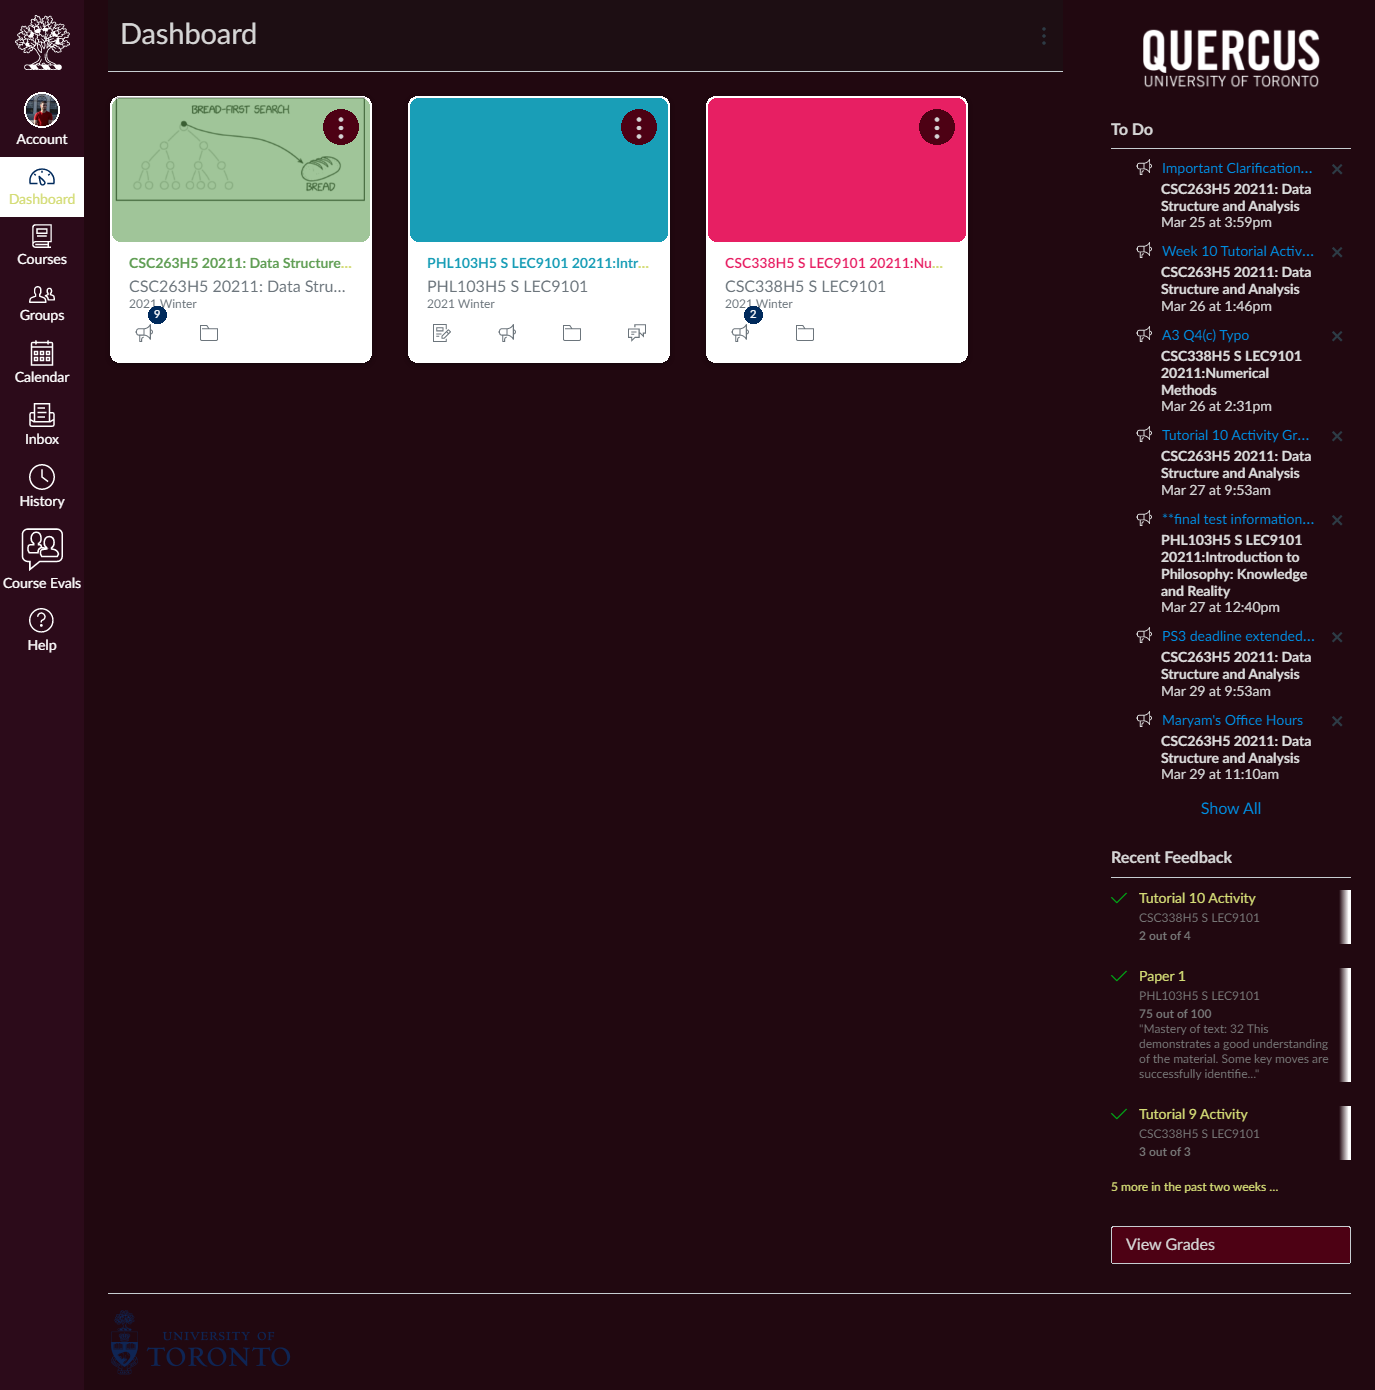 Account
Dashboard
Courses
Groups
Calendar
Inbox
History
Course Evals
Help
Dashboard
BREAD-FIRST SEARCH
BREAD
CSC263H5 20211: Data Structure...
CSC263H5 20211: Data Stru...
2021 Winter
9
PHL103H5 S LEC9101 20211:Intr...
PHL103H5 S LEC9101
2021 Winter
CSC338H5 S LEC9101 20211:Nu...
CSC338H5 S LEC9101
2021 Winter
2
QUERCUS
UNIVERSITY OF TORONTO
To Do
Important Clarification...
CSC263H5 20211: Data
Structure and Analysis
Mar 25 at 3:59pm
Week 10 Tutorial Activ...
CSC263H5 20211: Data
Structure and Analysis
Mar 26 at 1:46pm
A3 Q4(c) Typo
CSC338H5 S LEC9101
20211:Numerical
Methods
Mar 26 at 2:31pm
Tutorial 10 Activity Gr...
CSC263H5 20211: Data
Structure and Analysis
Mar 27 at 9:53am
**final test information...
PHL103H5 S LEC9101
20211:Introduction to
Philosophy: Knowledge
and Reality
Mar 27 at 12:40pm
PS3 deadline extended...
CSC263H5 20211: Data
Structure and Analysis
Mar 29 at 9:53am
Maryam's Office Hours
CSC263H5 20211: Data
Structure and Analysis
Mar 29 at 11:10am
Show All
Recent Feedback
Tutorial 10 Activity
CSC338H5 S LEC9101
2 out of 4
Paper 1
PHL103H5 S LEC9101
75 out of 100
"Mastery of text: 32 This
demonstrates a good understanding
of the material. Some key moves are
successfully identifie..."
Tutorial 9 Activity
CSC338H5 S LEC9101
3 out of 3
5 more in the past two weeks ...
View Grades
UNIVERSITY OF
TORONTO